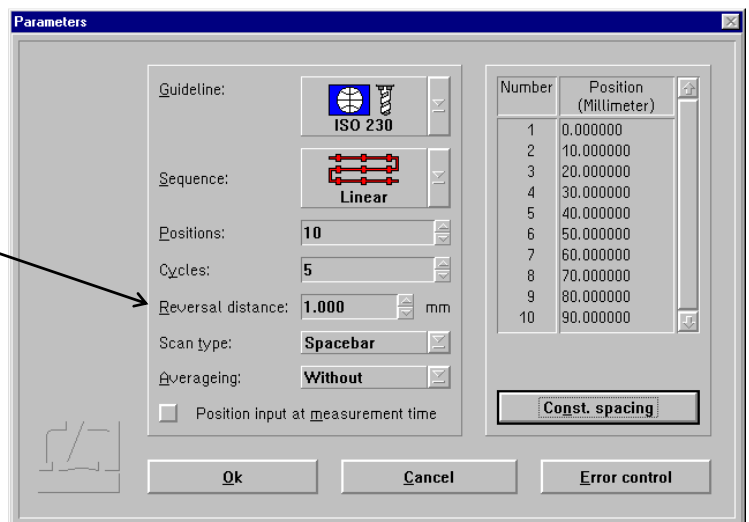 Parameters
Guideline:
ISO 230
Sequence:
Linear
Positions:
10
Cycles:
5
Reversal distance:
1.000
mm
Scan type:
Spacebar
Averageing:
Without
Position input at measurement time
Number
Position
(Millimeter)
1 0.000000
2 10.000000
3 20.000000
4 30.000000
5 40.000000
6 50.000000
7 60.000000
8 70.000000
9 80.000000
10 90.000000
Const. spacing
Ok
Cancel
Error control